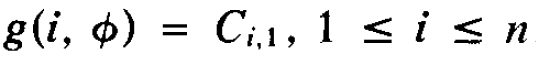 g(i, ϕ) = C_{i,1}, 1 ≤ i ≤ n